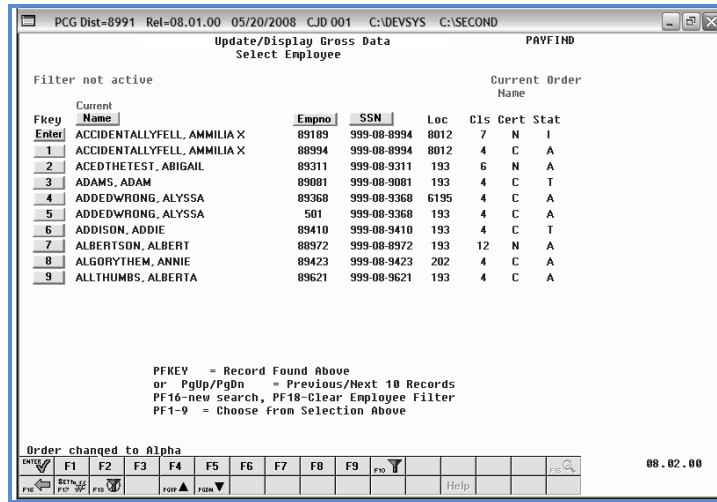 PCG Dist=8991 Rel=08.01.00 05/20/2008 CJD 001 C:\DEVSYS C:\SECOND
Update/Display Gross Data PAYFIND
Select Employee
Filter not active Current Order
Name
Current
Fkey Name Empno SSN Loc Cls Cert Stat
Enter ACCIDENTALLYFELL, AMMILIA X 89189 999-08-8994 8012 7 N I
1 ACCIDENTALLYFELL, AMMILIA X 88994 999-08-8994 8012 4 C A
2 ACEDTHETEST, ABIGAIL 89311 999-08-9311 193 6 N A
3 ADAMS, ADAM 89081 999-08-9081 193 4 C T
4 ADDEDWRONG, ALYSSA 89368 999-08-9368 6195 4 C A
5 ADDEDWRONG, ALYSSA 501 999-08-9368 193 4 C A
6 ADDISON, ADDIE 89410 999-08-9410 193 4 C T
7 ALBERTSON, ALBERT 88972 999-08-8972 193 12 N A
8 ALGORYTHEM, ANNIE 89423 999-08-9423 202 4 C A
9 ALLTHUMBS, ALBERTA 89621 999-08-9621 193 4 C A
PFKEY = Record Found Above
or PgUp/PgDn = Previous/Next 10 Records
PF16-new search, PF18-Clear Employee Filter
PF1-9 = Choose from Selection Above
Order changed to Alpha
ENTER F1 F2 F3 F4 F5 F6 F7 F8 F9 F10 F15 08.02.00
F16 F17 F18 PGUP PGDN Help